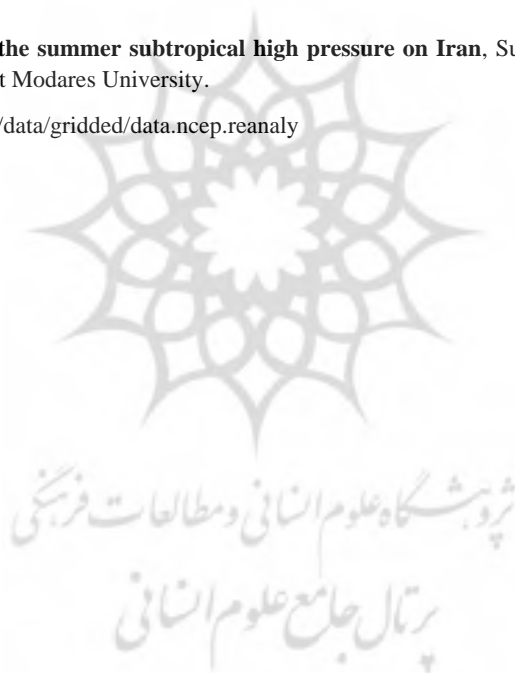 the summer subtropical high pressure on Iran, Su
t Modares University.
/data/gridded/data.ncep.reanaly
پژوهشگاه علوم انسانی و مطالعات فرهنگی
پرتال جامع علوم انسانی